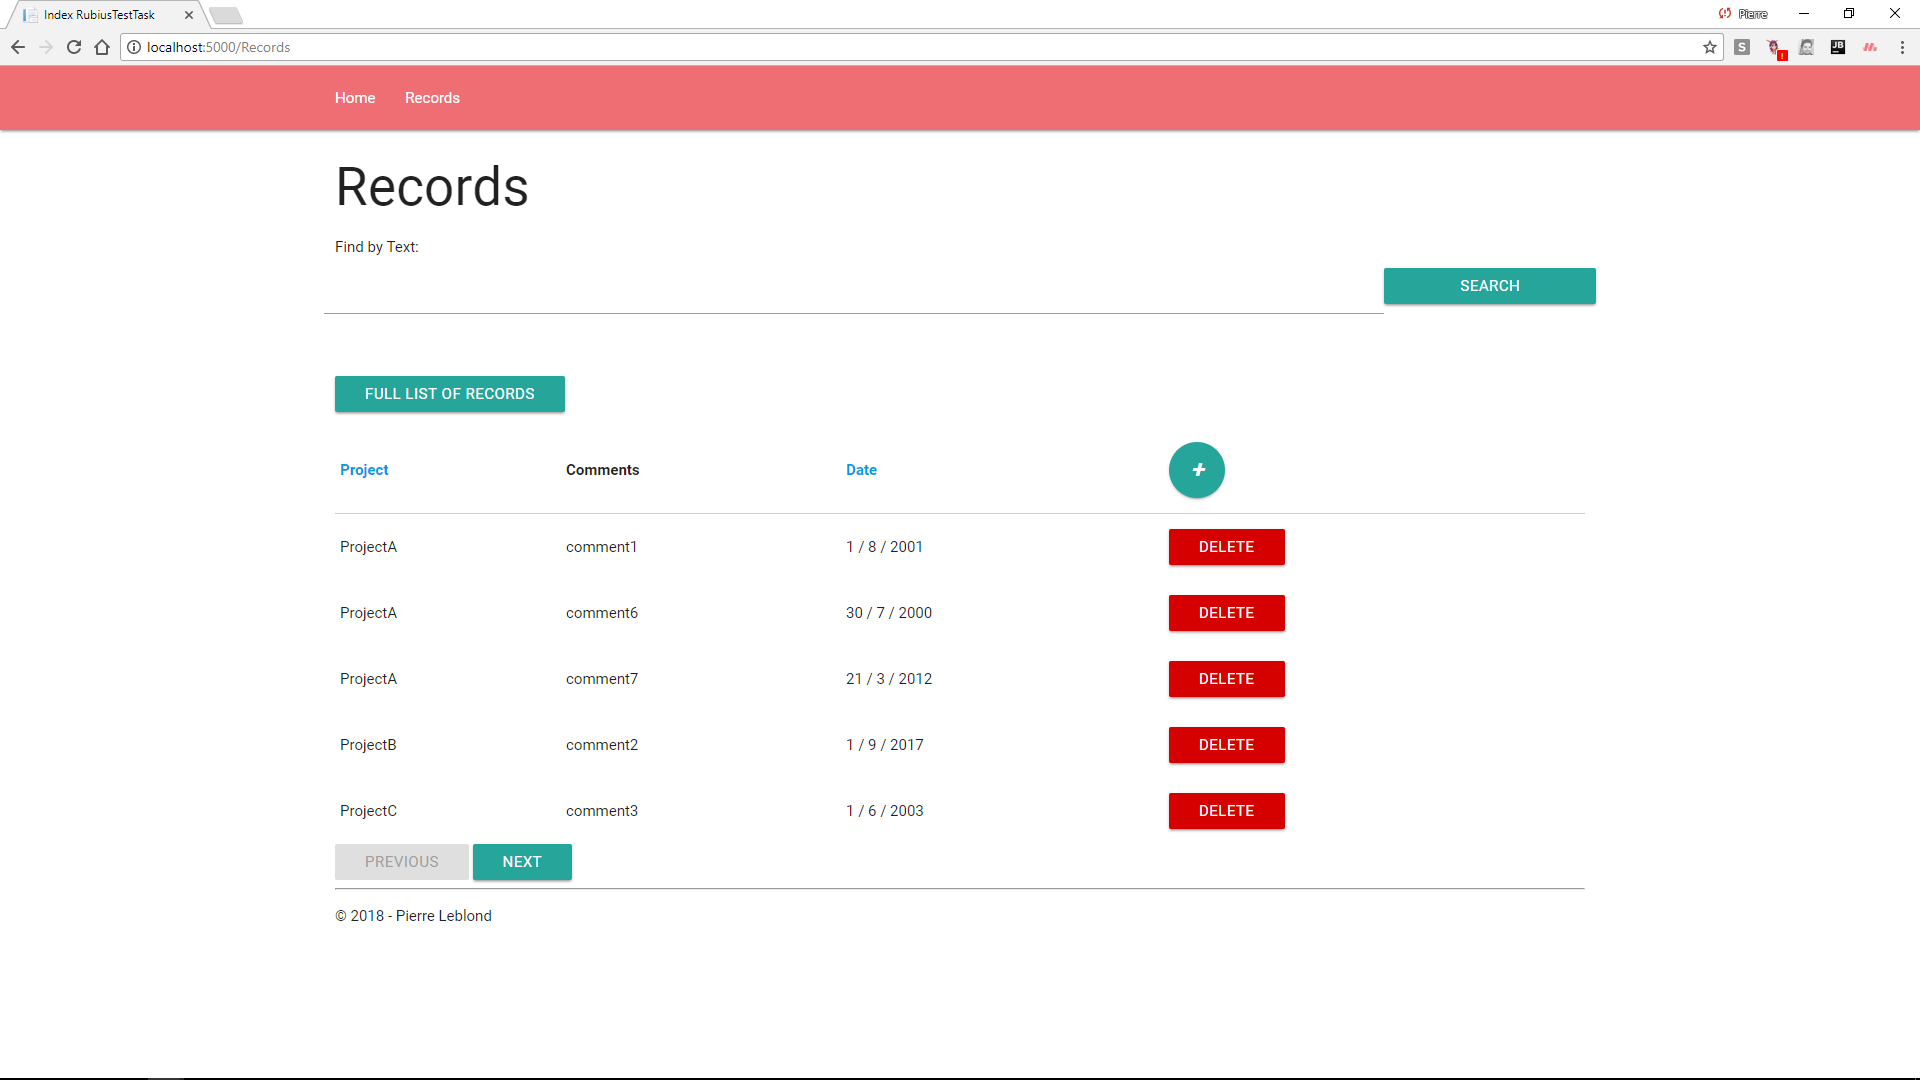 Index RubiusTestTask
Pierre
localhost:5000/Records
S
JB
Home Records
Records
Find by Text:
SEARCH
FULL LIST OF RECORDS
Project Comments Date +
ProjectA comment1 1 / 8 / 2001 DELETE
ProjectA comment6 30 / 7 / 2000 DELETE
ProjectA comment7 21 / 3 / 2012 DELETE
ProjectB comment2 1 / 9 / 2017 DELETE
ProjectC comment3 1 / 6 / 2003 DELETE
PREVIOUS NEXT
© 2018 - Pierre Leblond